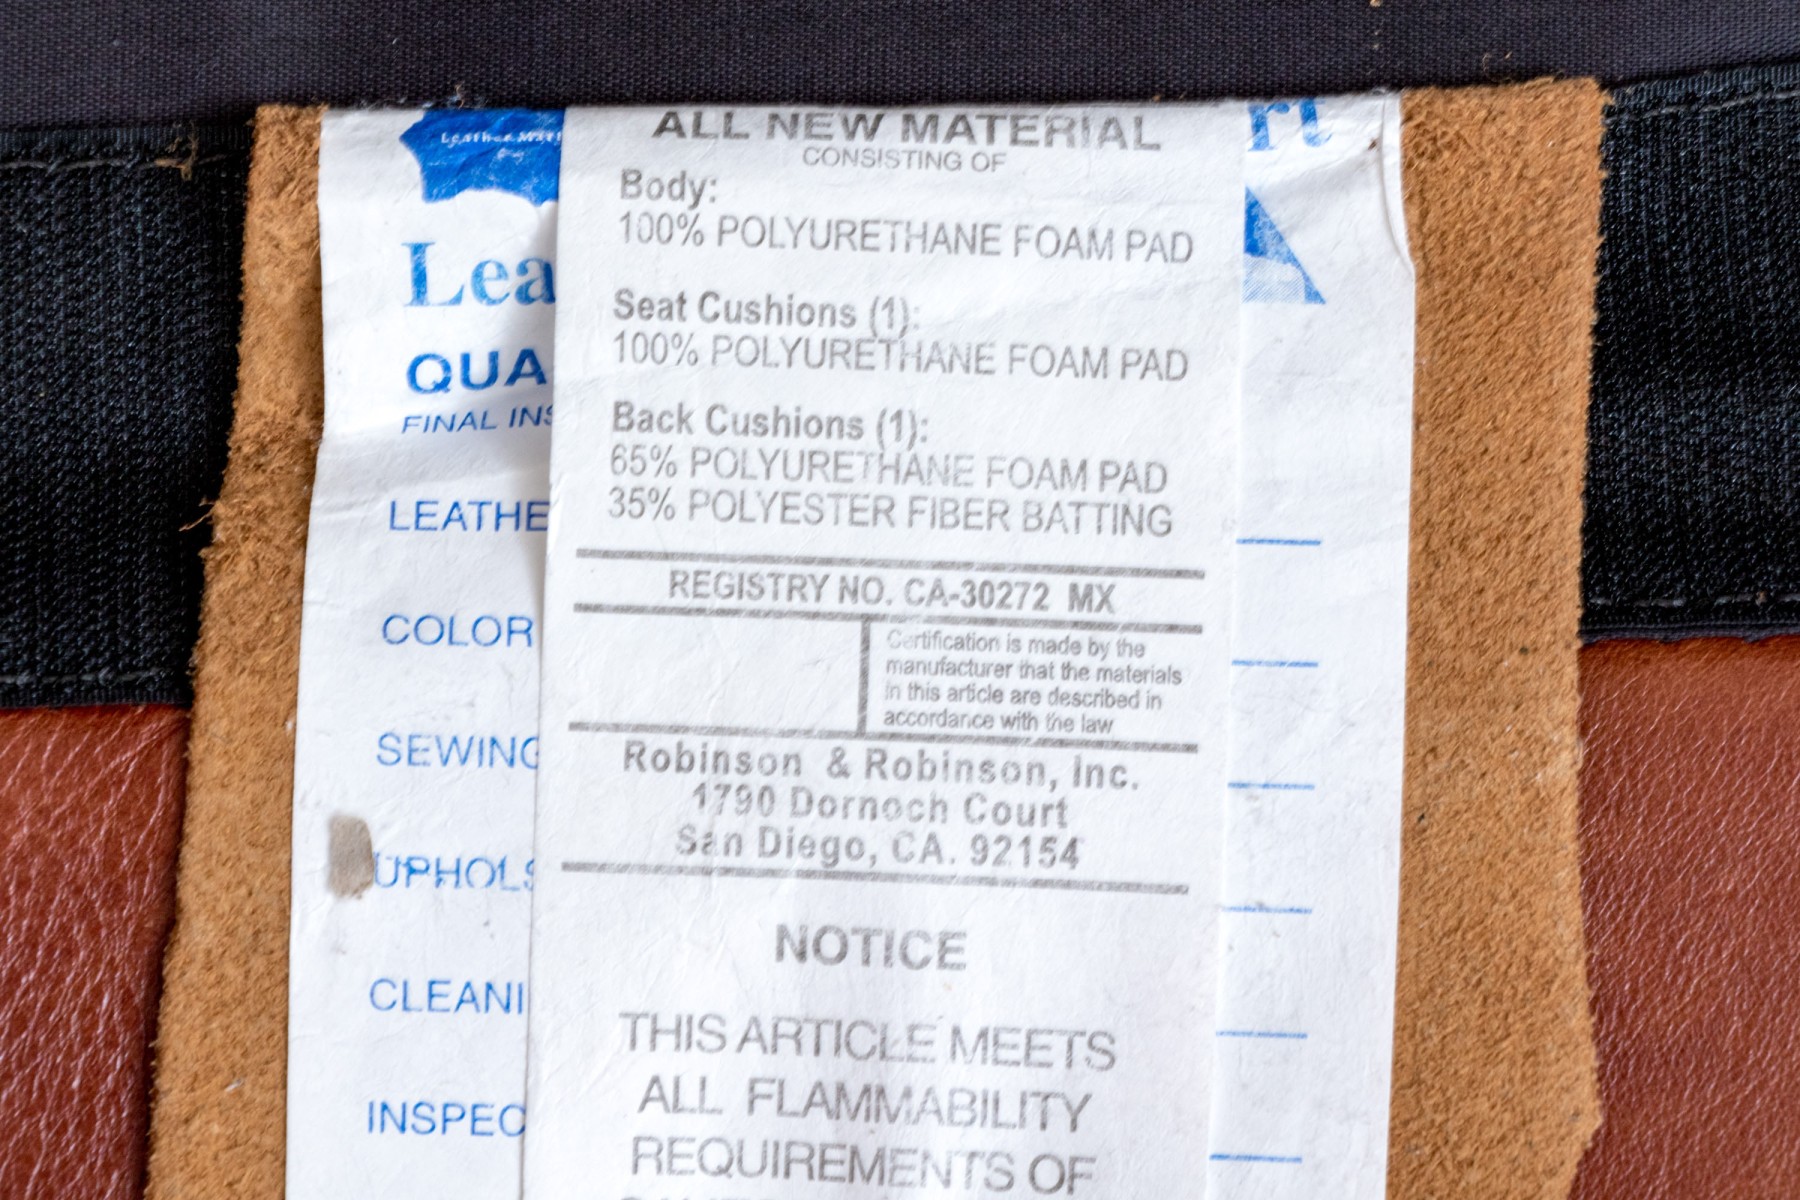 ALL NEW MATERIAL
CONSISTING OF
Body:
100% POLYURETHANE FOAM PAD
Seat Cushions (1):
100% POLYURETHANE FOAM PAD
Back Cushions (1):
65% POLYURETHANE FOAM PAD
35% POLYESTER FIBER BATTING
REGISTRY NO. CA-30272 MX
Certification is made by the
manufacturer that the materials
in this article are described in
accordance with the law
Robinson & Robinson, Inc.
1790 Dornoch Court
San Diego, CA. 92154
NOTICE
THIS ARTICLE MEETS
ALL FLAMMABILITY
REQUIREMENTS OF
Lea
rt
QUA
FINAL INS
LEATHE
COLOR
SEWING
UPHOLS
CLEANI
INSPEC